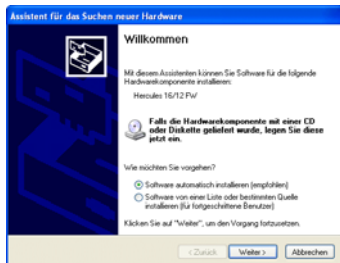 Assistent für das Suchen neuer Hardware
Willkommen
Mit diesem Assistenten können Sie Software für die folgende
Hardwarekomponente installieren:
Hercules 16/12 FW
Falls die Hardwarekomponente mit einer CD
oder Diskette geliefert wurde, legen Sie diese
jetzt ein.
Wie möchten Sie vorgehen?
Software automatisch installieren (empfohlen)
Software von einer Liste oder bestimmten Quelle
installieren (für fortgeschrittene Benutzer)
Klicken Sie auf "Weiter", um den Vorgang fortzusetzen.
< Zurück Weiter > Abbrechen